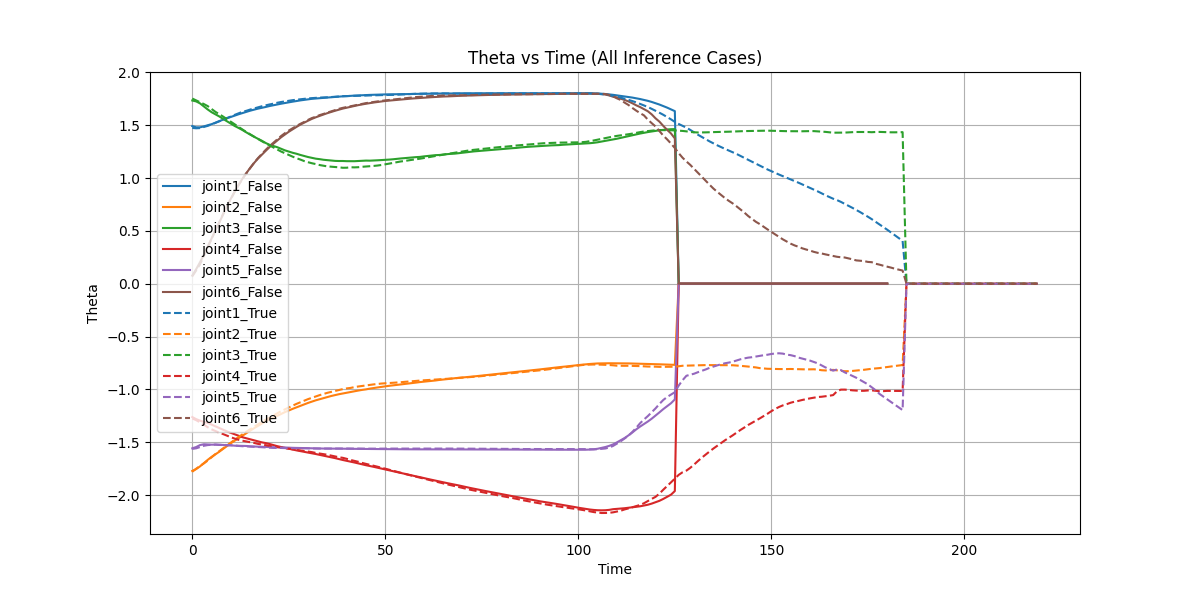 Theta vs Time (All Inference Cases)
2.0
1.5
1.0
0.5
0.0
−0.5
−1.0
−1.5
−2.0
Theta
joint1_False
joint2_False
joint3_False
joint4_False
joint5_False
joint6_False
joint1_True
joint2_True
joint3_True
joint4_True
joint5_True
joint6_True
0 50 100 150 200
Time